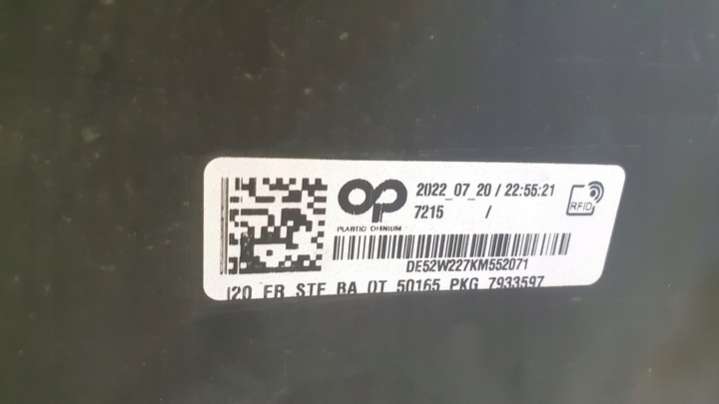 OP
PLASTIC OMNIUM
2022_07_20 / 22:55:21
7215 /
RFID
DE52W227KM552071
I20 FR STF BA OT 50165 PKG 7933597